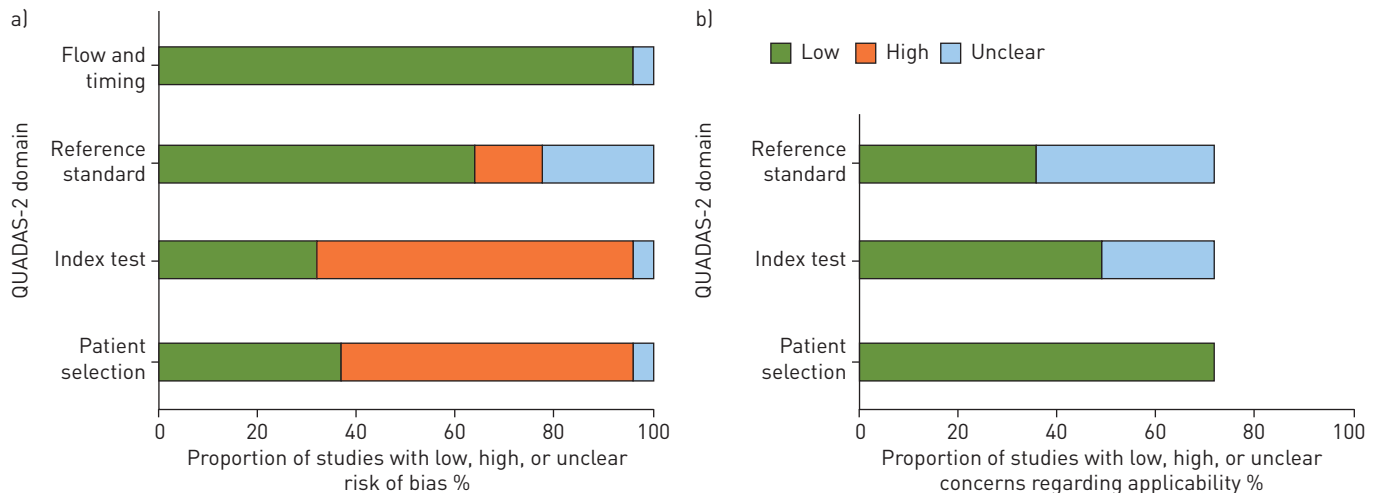 a)
QUADAS-2 domain
Flow and
timing
Reference
standard
Index test
Patient
selection
0 20 40 60 80 100
Proportion of studies with low, high, or unclear
risk of bias %
b)
Low High Unclear
QUADAS-2 domain
Reference
standard
Index test
Patient
selection
0 20 40 60 80 100
Proportion of studies with low, high, or unclear
concerns regarding applicability %